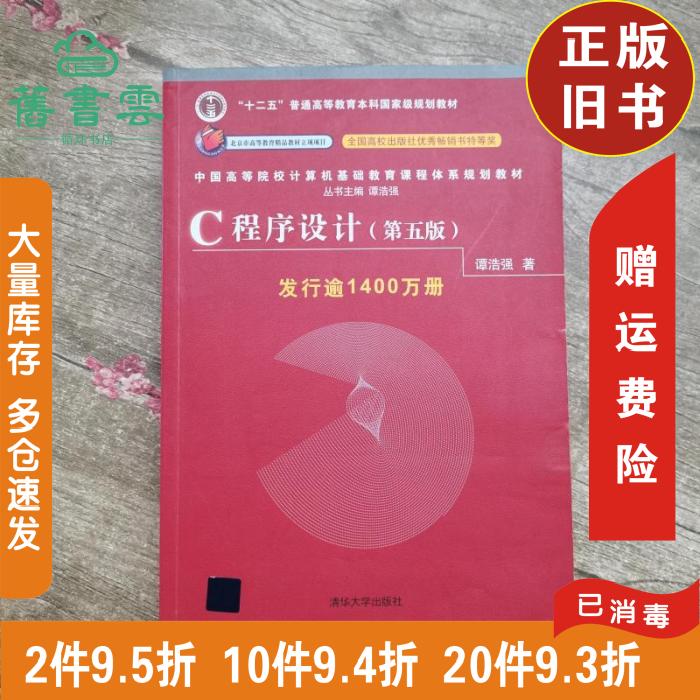 舊書雲
正版
旧书
"十二五"普通高等教育本科国家级规划教材
北京市高等教育精品教材立项项目
全国高校出版社优秀畅销书特等奖
中国高等院校计算机基础教育课程体系规划教材
丛书主编 谭浩强
C程序设计(第五版)
谭浩强 著
发行逾1400万册
清华大学出版社
大量库存 多仓速发
赠运费险
已消毒
2件9.5折 10件9.4折 20件9.3折